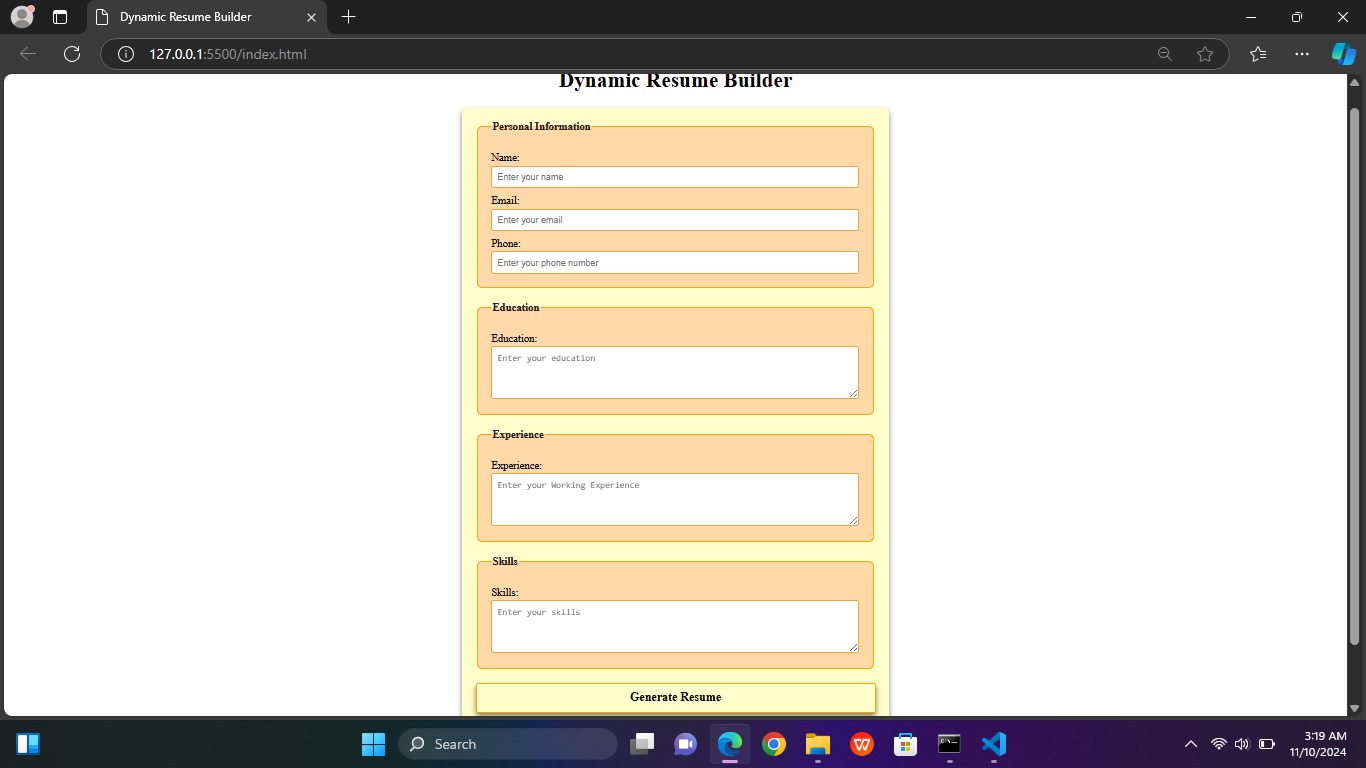 Dynamic Resume Builder
127.0.0.1:5500/index.html
Dynamic Resume Builder
Personal Information
Name:
Enter your name
Email:
Enter your email
Phone:
Enter your phone number
Education
Education:
Enter your education
Experience
Experience:
Enter your Working Experience
Skills
Skills:
Enter your skills
Generate Resume
Search
3:19 AM
11/10/2024